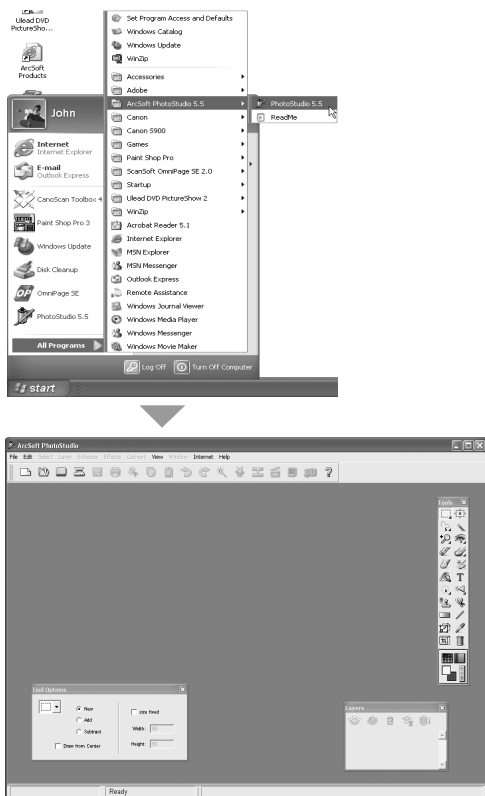 Ulead DVD
PictureSho...
ArcSoft
Products
Set Program Access and Defaults
Windows Catalog
Windows Update
WinZip
Accessories
Adobe
ArcSoft PhotoStudio 5.5
Canon
Canon S900
Games
Paint Shop Pro
ScanSoft OmniPage SE 2.0
Startup
Ulead DVD PictureShow 2
WinZip
Acrobat Reader 5.1
Internet Explorer
MSN Explorer
MSN Messenger
Outlook Express
Remote Assistance
Windows Journal Viewer
Windows Media Player
Windows Messenger
Windows Movie Maker
PhotoStudio 5.5
ReadMe
John
Internet
Internet Explorer
E-mail
Outlook Express
CanoScan Toolbox 4
Paint Shop Pro 3
Windows Update
Disk Cleanup
OmniPage SE
PhotoStudio 5.5
All Programs
Log Off Turn Off Computer
start
ArcSoft PhotoStudio
File Edit Select Layer Enhance Effects Convert View Window Internet Help
Tools
Tool Options
New
Add
Subtract
Draw from Center
size fixed
Width:
Height:
Layers
Ready